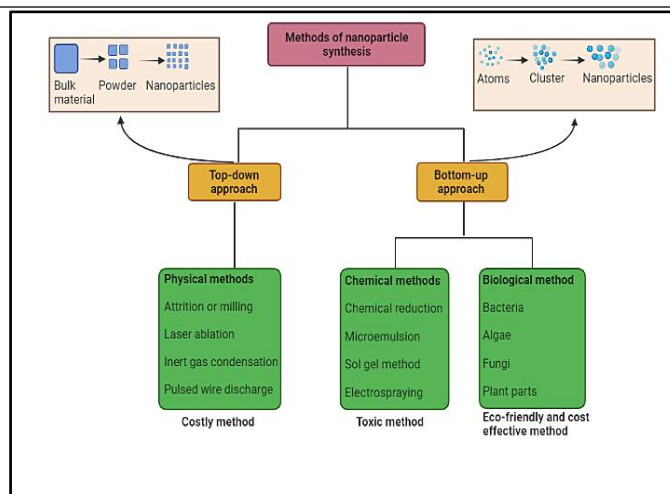 Methods of nanoparticle
synthesis
Bulk
material
Powder
Nanoparticles
Atoms
Cluster
Nanoparticles
Top-down
approach
Bottom-up
approach
Physical methods
Attrition or milling
Laser ablation
Inert gas condensation
Pulsed wire discharge
Costly method
Chemical methods
Chemical reduction
Microemulsion
Sol gel method
Electrospraying
Toxic method
Biological method
Bacteria
Algae
Fungi
Plant parts
Eco-friendly and cost
effective method